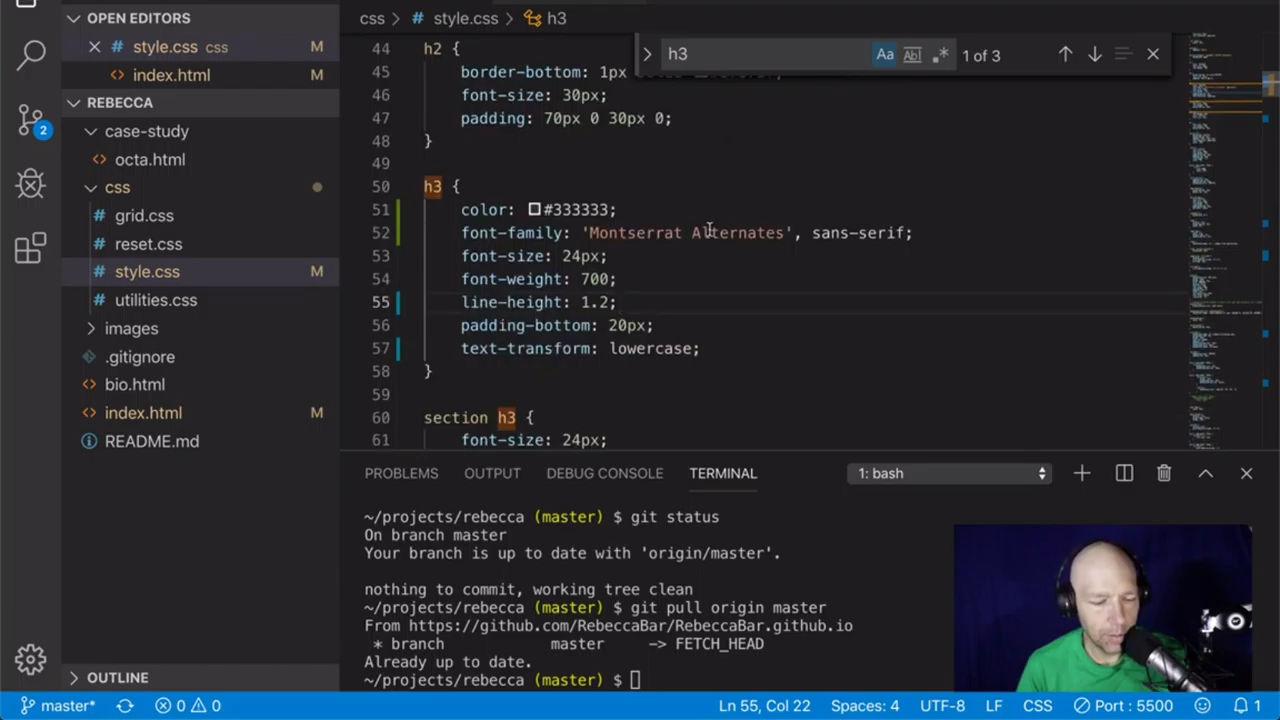 OPEN EDITORS
style.css css M
index.html M
REBECCA
case-study
octa.html
css
grid.css
reset.css
style.css M
utilities.css
images
.gitignore
bio.html
index.html M
README.md
OUTLINE
2
css > # style.css > h3
h3
Aa Abl .* 1 of 3
44 h2 {
45 border-bottom: 1px
46 font-size: 30px;
47 padding: 70px 0 30px 0;
48 }
49
50 h3 {
51 color: #333333;
52 font-family: 'Montserrat Alternates', sans-serif;
53 font-size: 24px;
54 font-weight: 700;
55 line-height: 1.2;
56 padding-bottom: 20px;
57 text-transform: lowercase;
58 }
59
60 section h3 {
61 font-size: 24px;
PROBLEMS OUTPUT DEBUG CONSOLE TERMINAL 1: bash
~/projects/rebecca (master) $ git status
On branch master
Your branch is up to date with 'origin/master'.
nothing to commit, working tree clean
~/projects/rebecca (master) $ git pull origin master
From https://github.com/RebeccaBar/RebeccaBar.github.io
* branch master -> FETCH_HEAD
Already up to date.
~/projects/rebecca (master) $
master* 0 0 Ln 55, Col 22 Spaces: 4 UTF-8 LF CSS Port : 5500 1